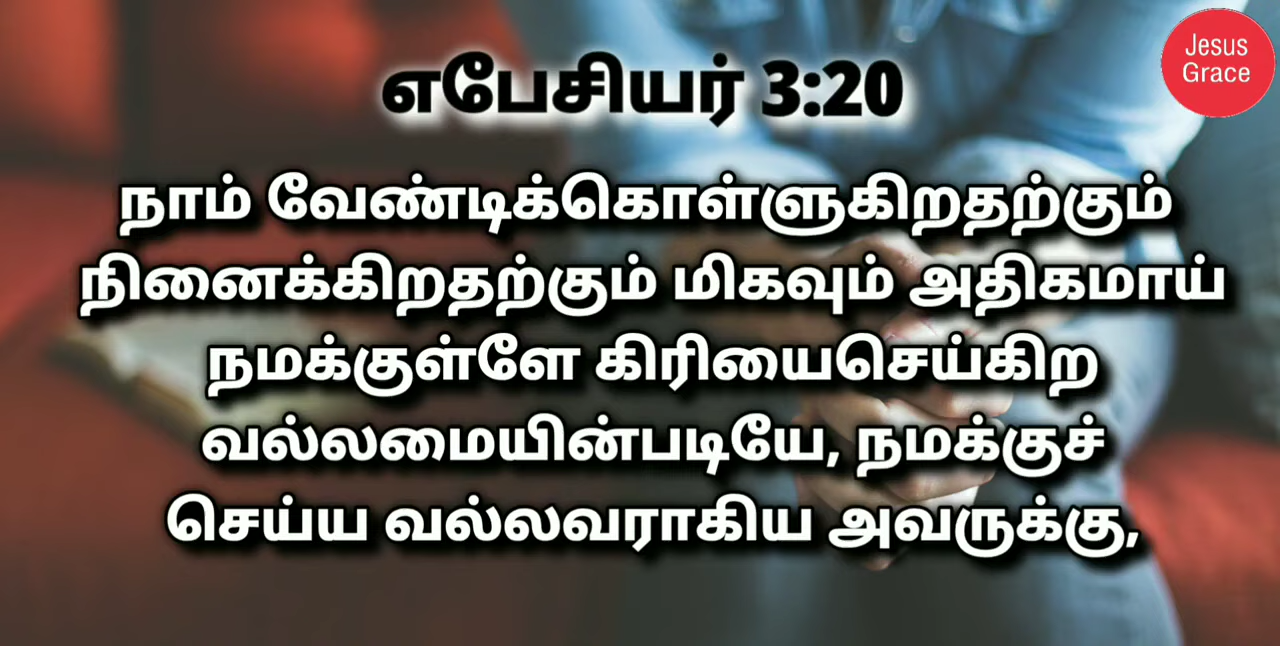 எபேசியர் 3:20
Jesus
Grace
நாம் வேண்டிக்கொள்ளுகிறதற்கும்
நினைக்கிறதற்கும் மிகவும் அதிகமாய்
நமக்குள்ளே கிரியைசெய்கிற
வல்லமையின்படியே, நமக்குச்
செய்ய வல்லவராகிய அவருக்கு,